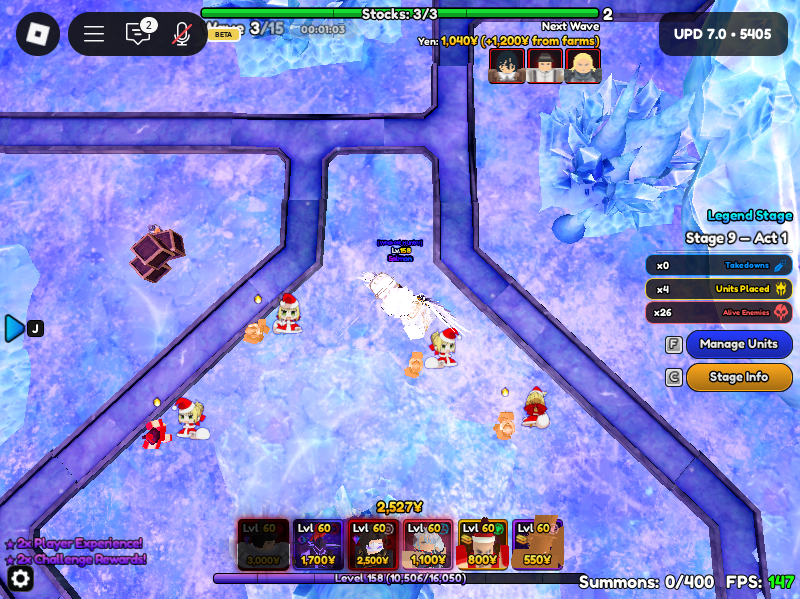 Stocks: 3/3
2
Wave 3/15
00:01:03
2
BETA
Next Wave
Yen: 1,040¥ (+1,200¥ from farms)
UPD 7.0 • 5405
Legend Stage
Stage 9 – Act 1
x0 Takedowns
x4 Units Placed
x26 Alive Enemies
F Manage Units
C Stage Info
J
Lv.158
2,527¥
Lvl 60
Lvl 60
Lvl 60
Lvl 60
Lvl 60
Lvl 60
3,000¥
1,700¥
2,500¥
1,100¥
800¥
550¥
2x Player Experience!
2x Challenge Rewards!
Level 158 (10,506/16,050)
Summons: 0/400
FPS: 147